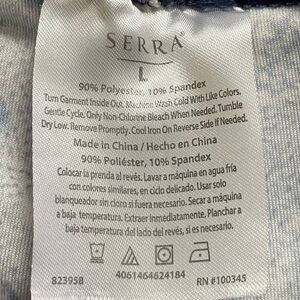 SERRA
L
90% Polyester, 10% Spandex
Turn Garment Inside Out. Machine Wash Cold With Like Colors.
Gentle Cycle. Only Non-Chlorine Bleach When Needed. Tumble
Dry Low. Remove Promptly. Cool Iron On Reverse Side If Needed.
Made in China / Hecho en China
90% Poliéster, 10% Spandex
Colocar la prenda al revés. Lavar a máquina en agua fría
con colores similares, en ciclo delicado. Usar solo
blanqueador sin cloro si fuera necesario. Secar a máquina
a baja temperatura. Extraer inmediatamente. Planchar a
baja temperatura del lado del revés, si es necesario.
82395B 4061464624184 RN #100345